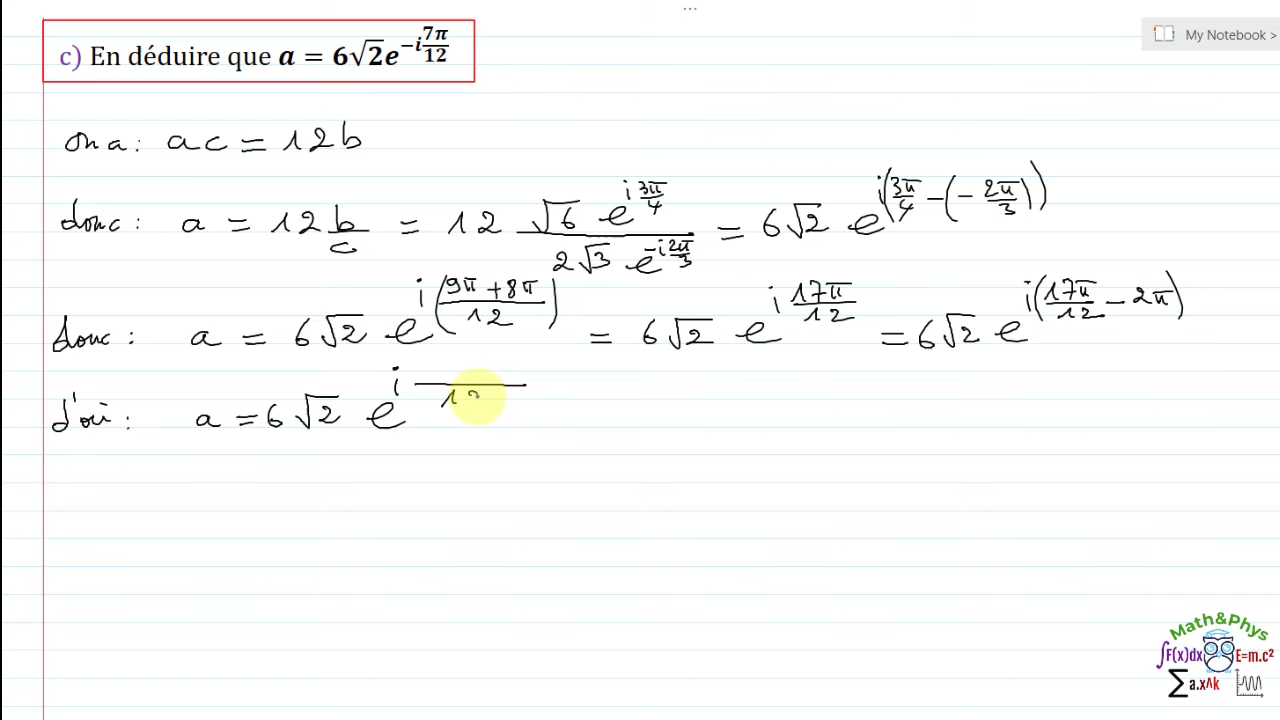 ...
My Notebook >
c) En déduire que a = 6√2e^(-i7π/12)
on a : ac = 12b
donc : a = 12 b/c = 12 √6 e^(i3π/4) / 2√3 e^(-i2π/3) = 6√2 e^(i(3π/4 - (-2π/3)))
donc : a = 6√2 e^(i(9π+8π/12)) = 6√2 e^(i17π/12) = 6√2 e^(i(17π/12 - 2π))
d'où : a = 6√2 e^(i /12)
Math&Phys
∫F(x)dx E=m.c²
∑ a.x^k